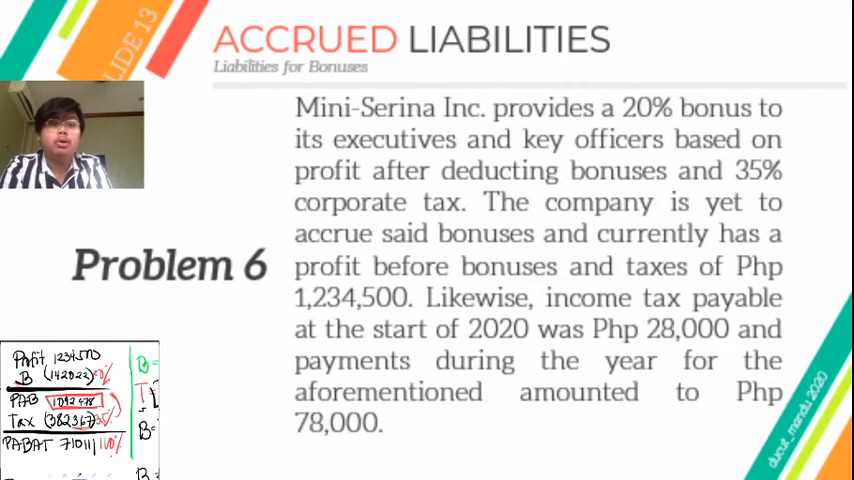 SLIDE 13
ACCRUED LIABILITIES
Liabilities for Bonuses
Mini-Serina Inc. provides a 20% bonus to
its executives and key officers based on
profit after deducting bonuses and 35%
corporate tax. The company is yet to
accrue said bonuses and currently has a
profit before bonuses and taxes of Php
1,234,500. Likewise, income tax payable
at the start of 2020 was Php 28,000 and
payments during the year for the
aforementioned amounted to Php
78,000.
Problem 6
Profit 1234500
B (142022)
PAB 1092478
Tax (382367) 35%
PABAT 710111 100%
B=
T
B=
B
ducut_mandu 2020